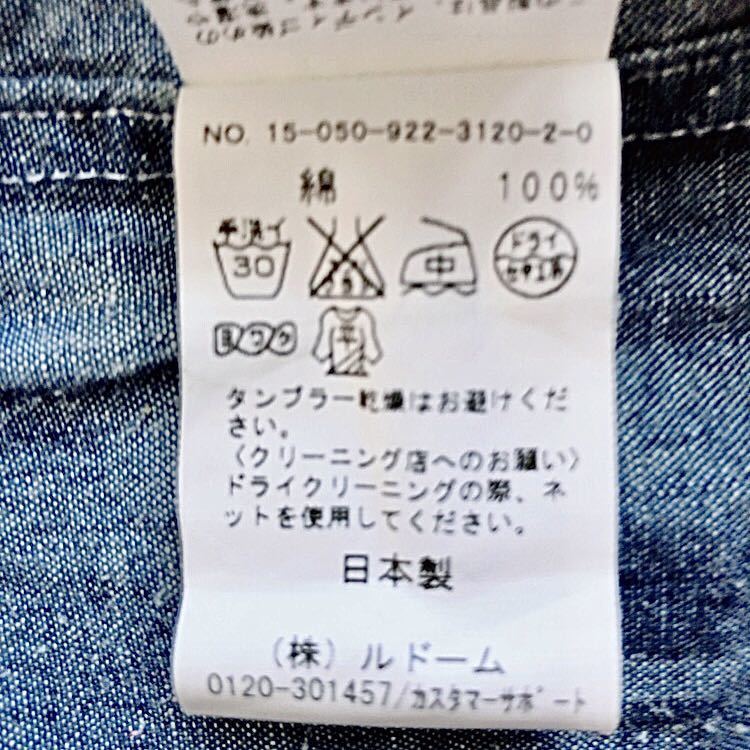 NO. 15-050-922-3120-2-0
綿 100%
手洗イ
30
中
ドライ
セキユ系
ヨワク
平
タンブラー乾燥はお避けくだ
さい。
〈クリーニング店へのお願い〉
ドライクリーニングの際、ネ
ットを使用してください。
日本製
(株)ルドーム
0120-301457/カスタマーサポート